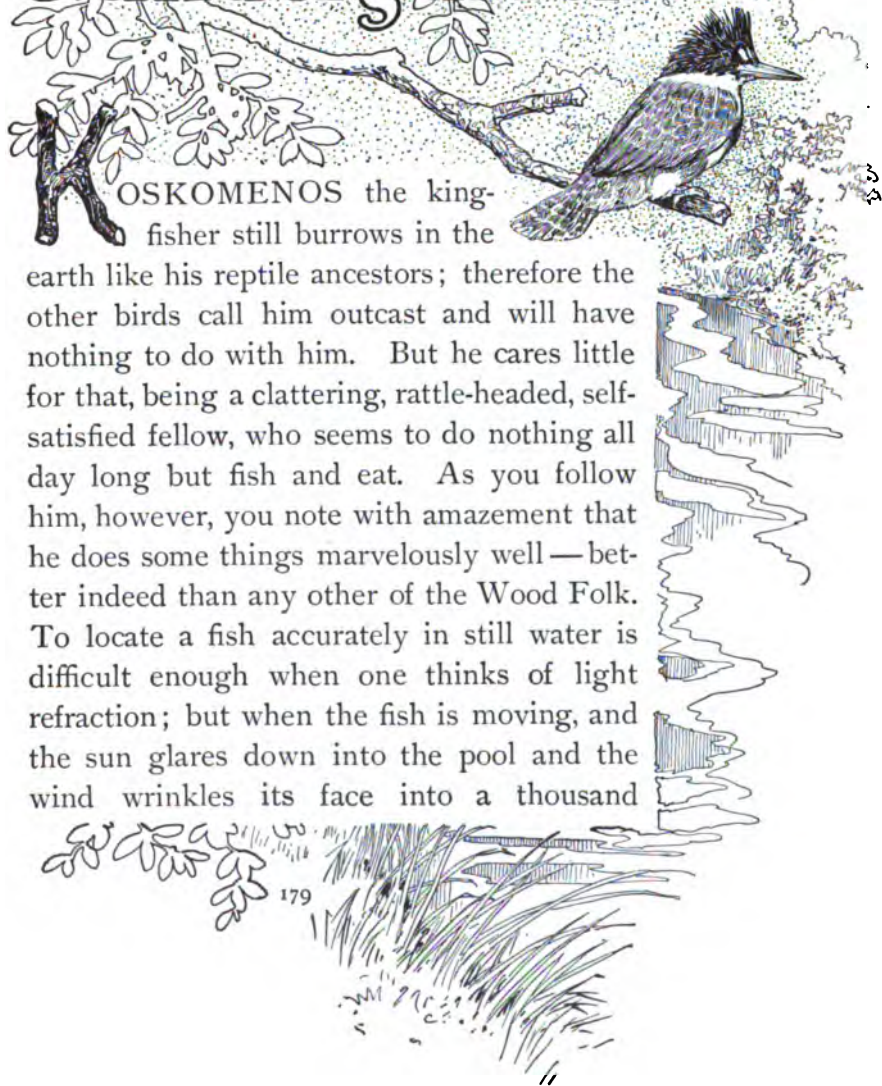 KOSKOMENOS the king-
fisher still burrows in the
earth like his reptile ancestors; therefore the
other birds call him outcast and will have
nothing to do with him. But he cares little
for that, being a clattering, rattle-headed, self-
satisfied fellow, who seems to do nothing all
day long but fish and eat. As you follow
him, however, you note with amazement that
he does some things marvelously well — bet-
ter indeed than any other of the Wood Folk.
To locate a fish accurately in still water is
difficult enough when one thinks of light
refraction; but when the fish is moving, and
the sun glares down into the pool and the
wind wrinkles its face into a thousand
179